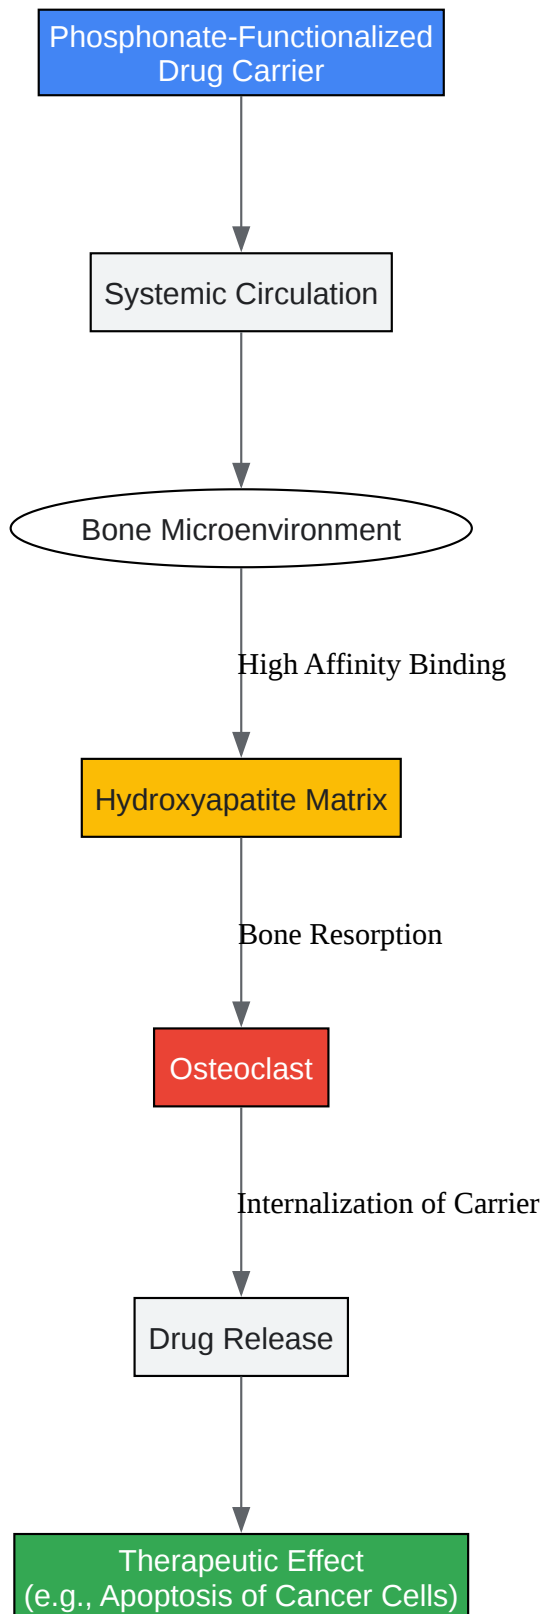 Phosphonate-Functionalized
Drug Carrier
Systemic Circulation
Bone Microenvironment
High Affinity Binding
Hydroxyapatite Matrix
Bone Resorption
Osteoclast
Internalization of Carrier
Drug Release
Therapeutic Effect
(e.g., Apoptosis of Cancer Cells)